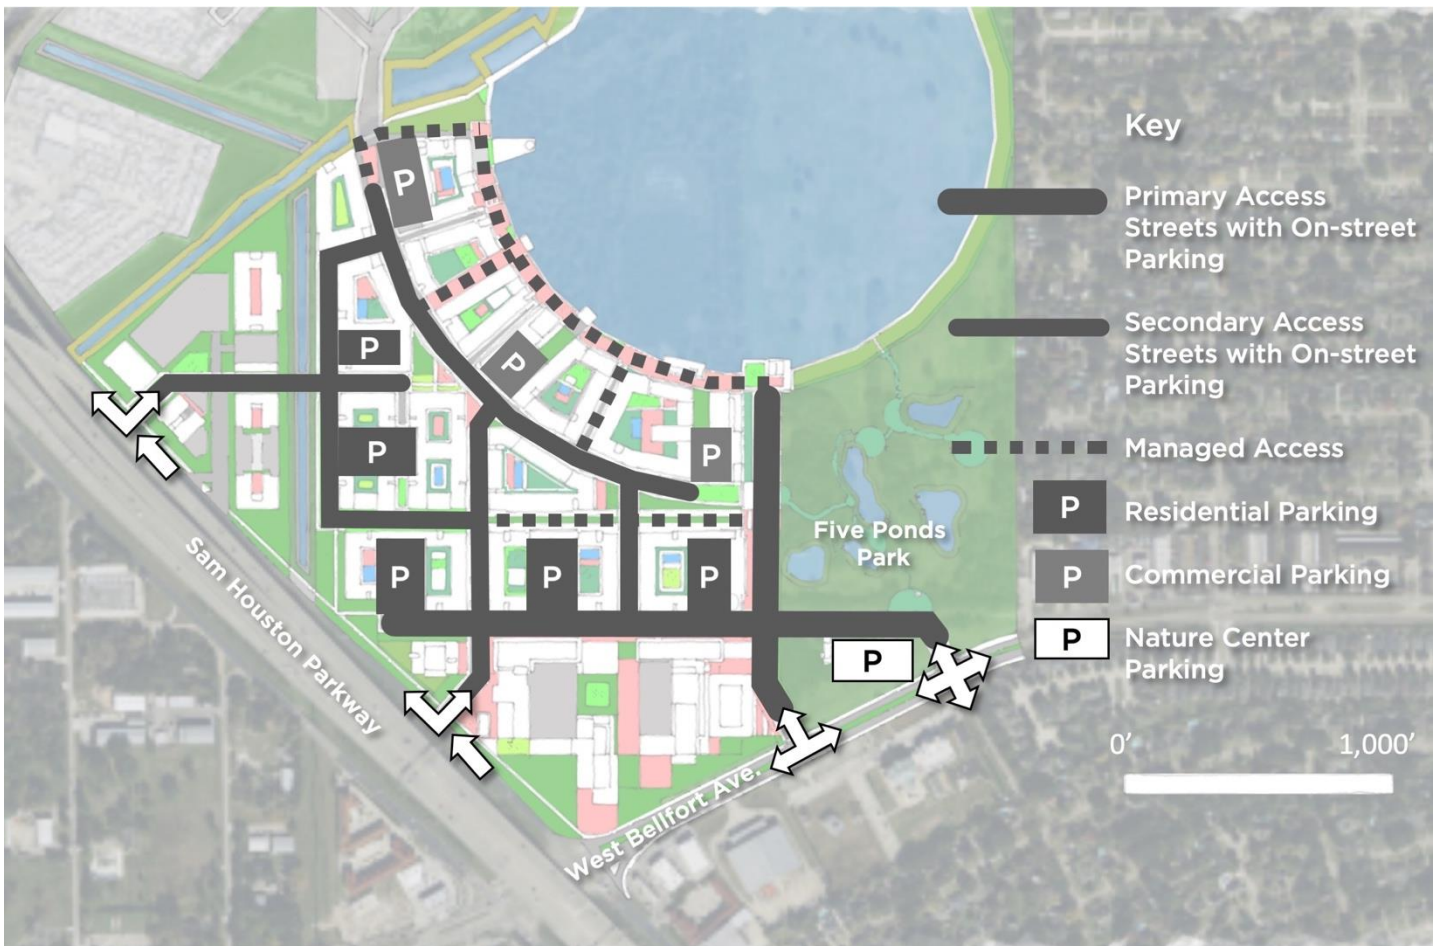 Key
Primary Access
Streets with On-street
Parking
Secondary Access
Streets with On-street
Parking
Managed Access
P Residential Parking
P Commercial Parking
P Nature Center
Parking
0' 1,000'
P
P
P
P
P
P
P
P
P
Five Ponds
Park
Sam Houston Parkway
West Bellfort Ave.